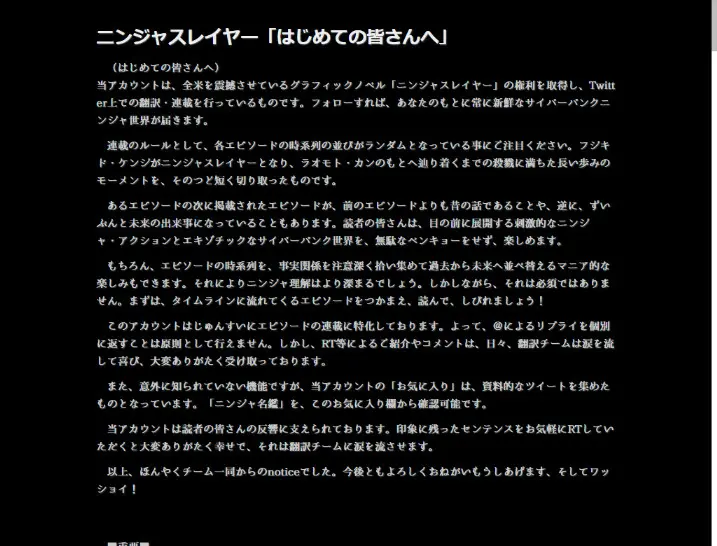 ニンジャスレイヤー「はじめての皆さんへ」
（はじめての皆さんへ）
当アカウントは、全米を震撼させているグラフィックノベル「ニンジャスレイヤー」の権利を取得し、Twitt
er上での翻訳・連載を行っているものです。フォローすれば、あなたのもとに常に新鮮なサイバーパンクニ
ンジャ世界が届きます。
連載のルールとして、各エピソードの時系列の並びがランダムとなっている事にご注目ください。フジキ
ド・ケンジがニンジャスレイヤーとなり、ラオモト・カンのもとへ辿り着くまでの殺戮に満ちた長い歩みの
モーメントを、そのつど短く切り取ったものです。
あるエピソードの次に掲載されたエピソードが、前のエピソードよりも昔の話であることや、逆に、ずい
ぶんと未来の出来事になっていることもあります。読者の皆さんは、目の前に展開する刺激的なニンジ
ャ・アクションとエキゾチックなサイバーパンク世界を、無駄なベンキョーをせず、楽しめます。
もちろん、エピソードの時系列を、事実関係を注意深く拾い集めて過去から未来へ並べ替えるマニア的な
楽しみもできます。それによりニンジャ理解はより深まるでしょう。しかしながら、それは必須ではありま
せん。まずは、タイムラインに流れてくるエピソードをつかまえ、読んで、しびれましょう！
このアカウントはじゅんすいにエピソードの連載に特化しております。よって、@によるリプライを個別
に返すことは原則として行えません。しかし、RT等によるご紹介やコメントは、日々、翻訳チームは涙を流
して喜び、大変ありがたく受け取っております。
また、意外に知られていない機能ですが、当アカウントの「お気に入り」は、資料的なツイートを集めた
ものとなっています。「ニンジャ名鑑」を、このお気に入り欄から確認可能です。
当アカウントは読者の皆さんの反響に支えられております。印象に残ったセンテンスをお気軽にRTしてい
ただくと大変ありがたく幸せで、それは翻訳チームに涙を流させます。
以上、ほんやくチーム一同からのnoticeでした。今後ともよろしくおねがいもうしあげます、そしてワッ
ショイ！